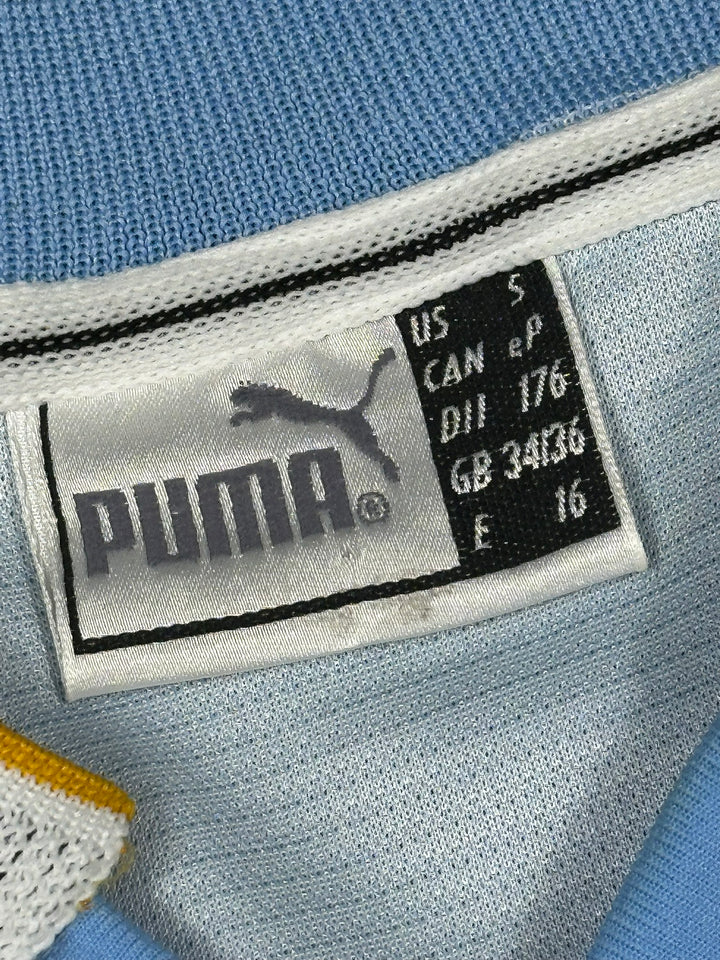 PUMA®
US S
CAN eP
D11 176
GB 34/36
E 16